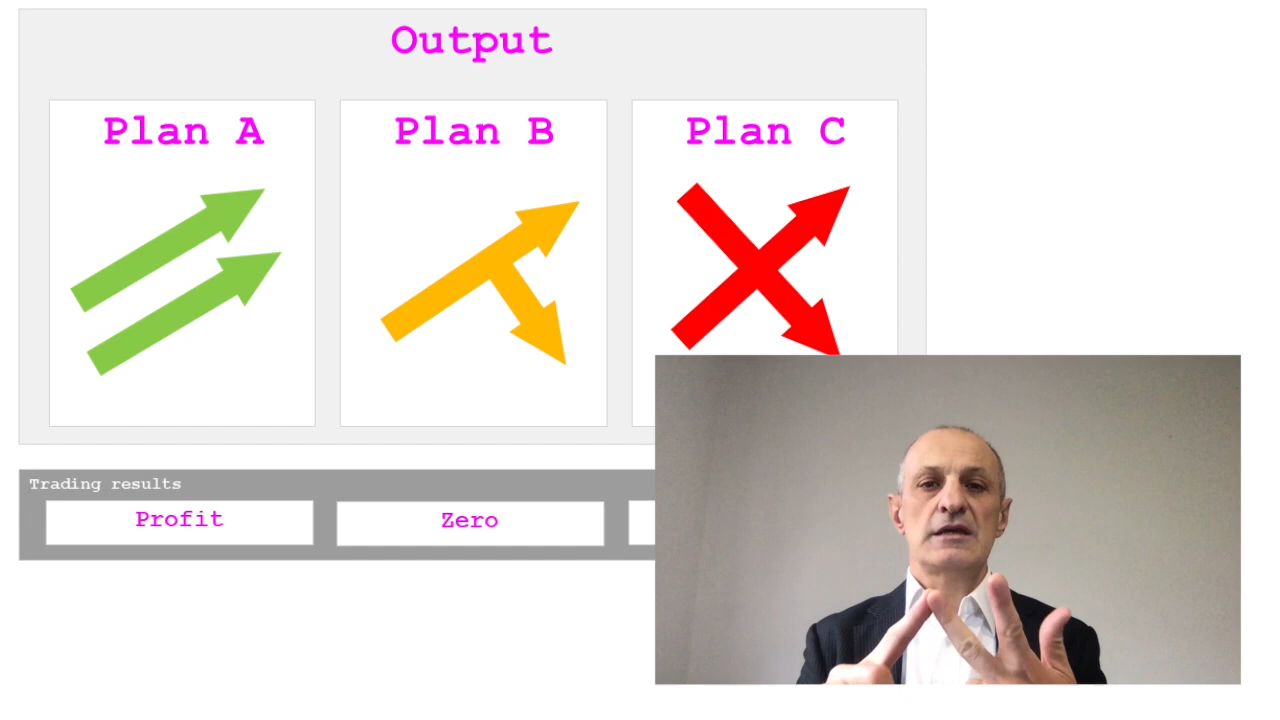 Output
Plan A
Plan B
Plan C
Trading results
Profit
Zero